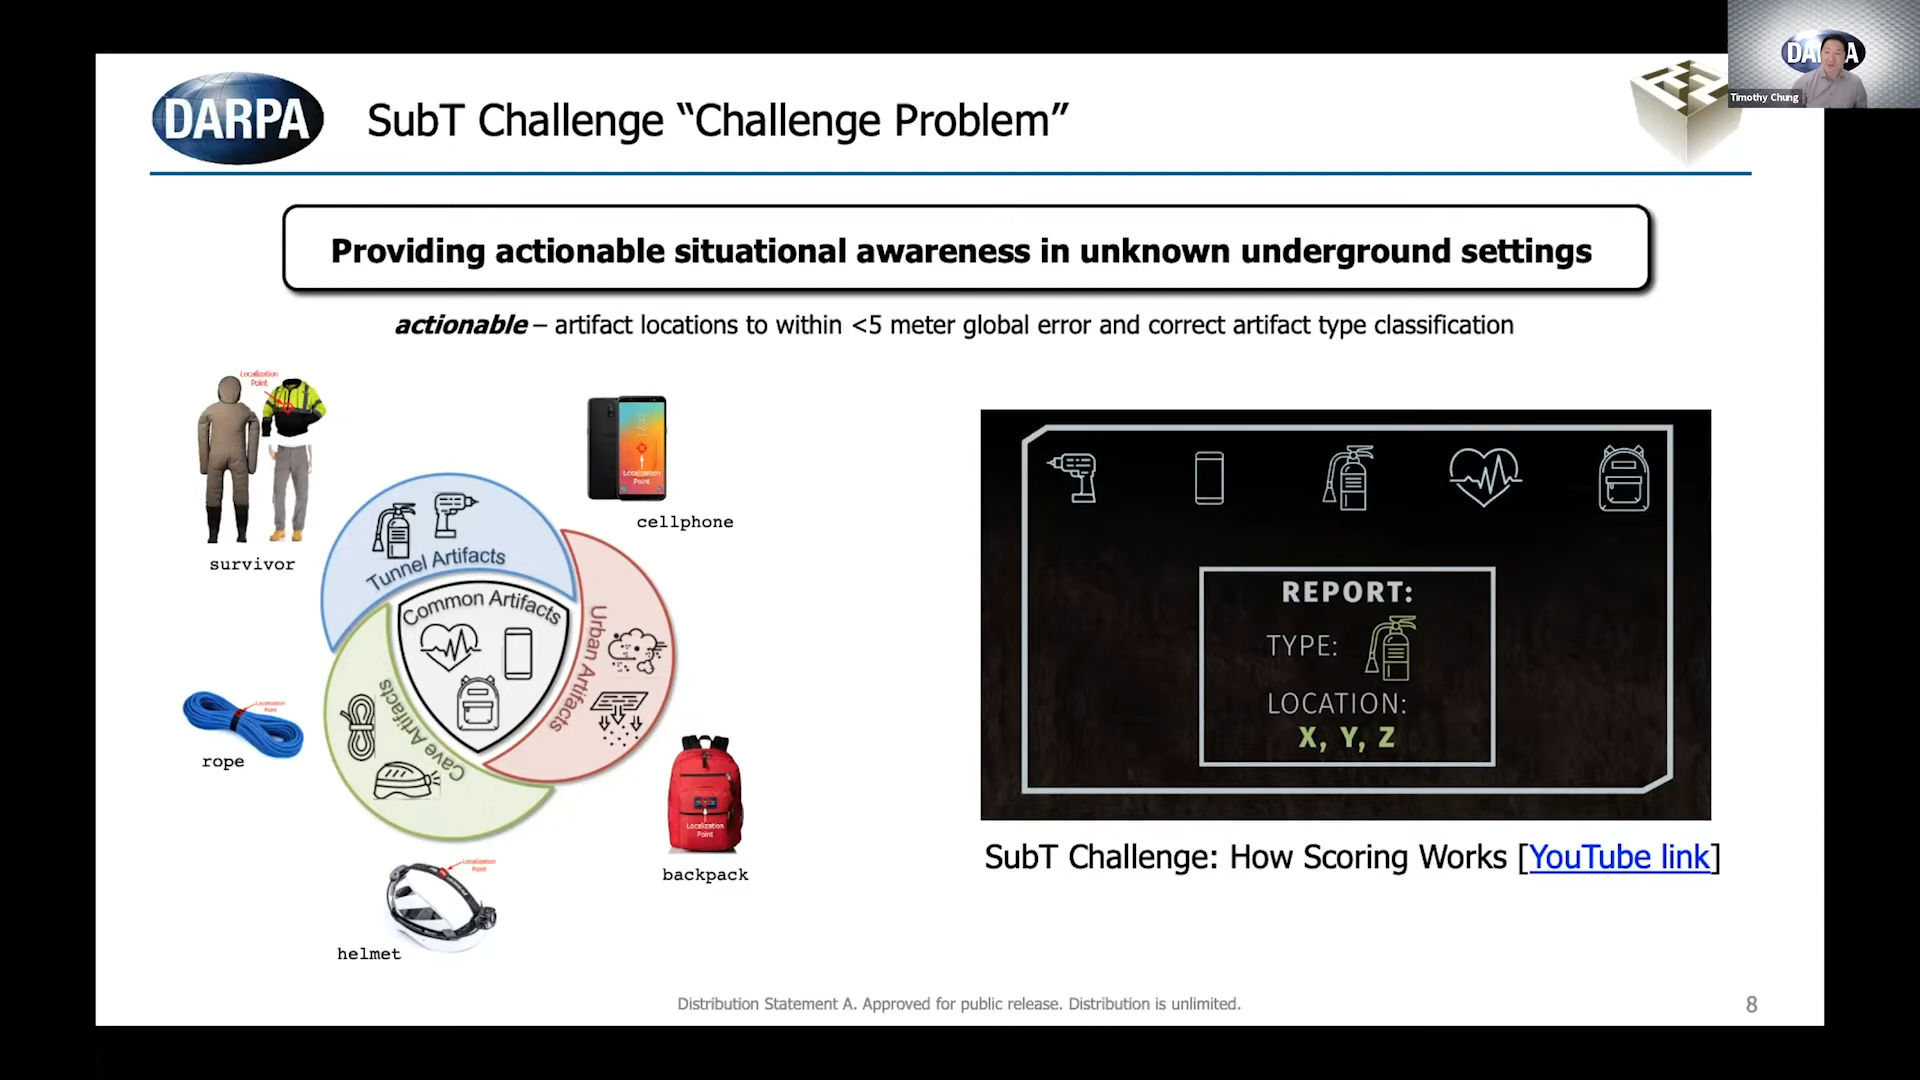 DARPA
SubT Challenge “Challenge Problem”
DARPA
Timothy Chung
Providing actionable situational awareness in unknown underground settings
actionable – artifact locations to within <5 meter global error and correct artifact type classification
Localization
Point
survivor
Localization
Point
cellphone
Tunnel Artifacts
Common Artifacts
Urban Artifacts
Cave Artifacts
Localization
Point
rope
Localization
Point
backpack
Localization
Point
helmet
REPORT:
TYPE:
LOCATION:
X, Y, Z
SubT Challenge: How Scoring Works [YouTube link]
Distribution Statement A. Approved for public release. Distribution is unlimited.
8